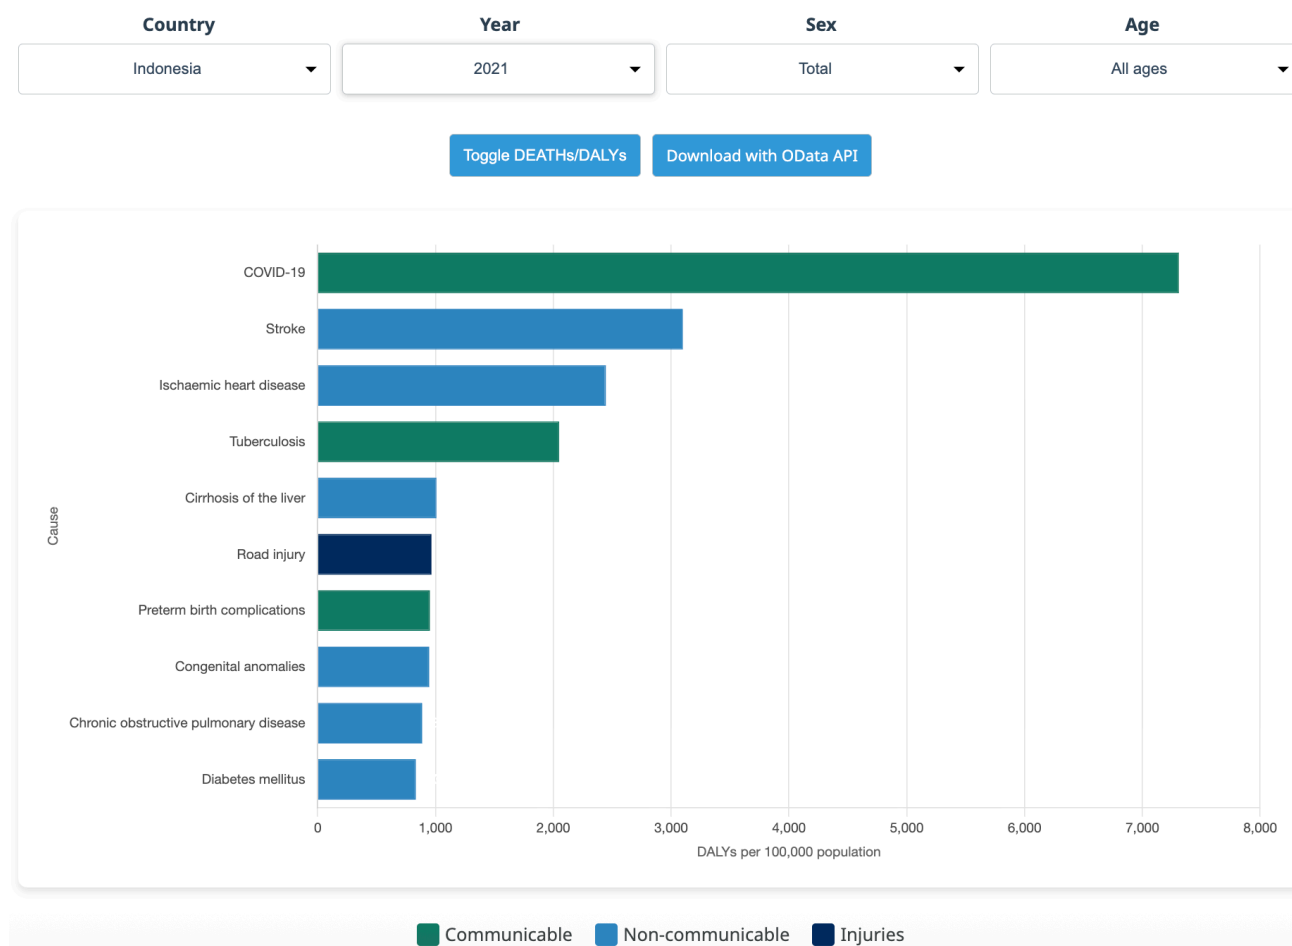 Country Year Sex Age
Indonesia 2021 Total All ages
Toggle DEATHs/DALYs Download with OData API
COVID-19
Stroke
Ischaemic heart disease
Tuberculosis
Cirrhosis of the liver
Road injury
Preterm birth complications
Congenital anomalies
Chronic obstructive pulmonary disease
Diabetes mellitus
Cause
0 1,000 2,000 3,000 4,000 5,000 6,000 7,000 8,000
DALYs per 100,000 population
Communicable Non-communicable Injuries